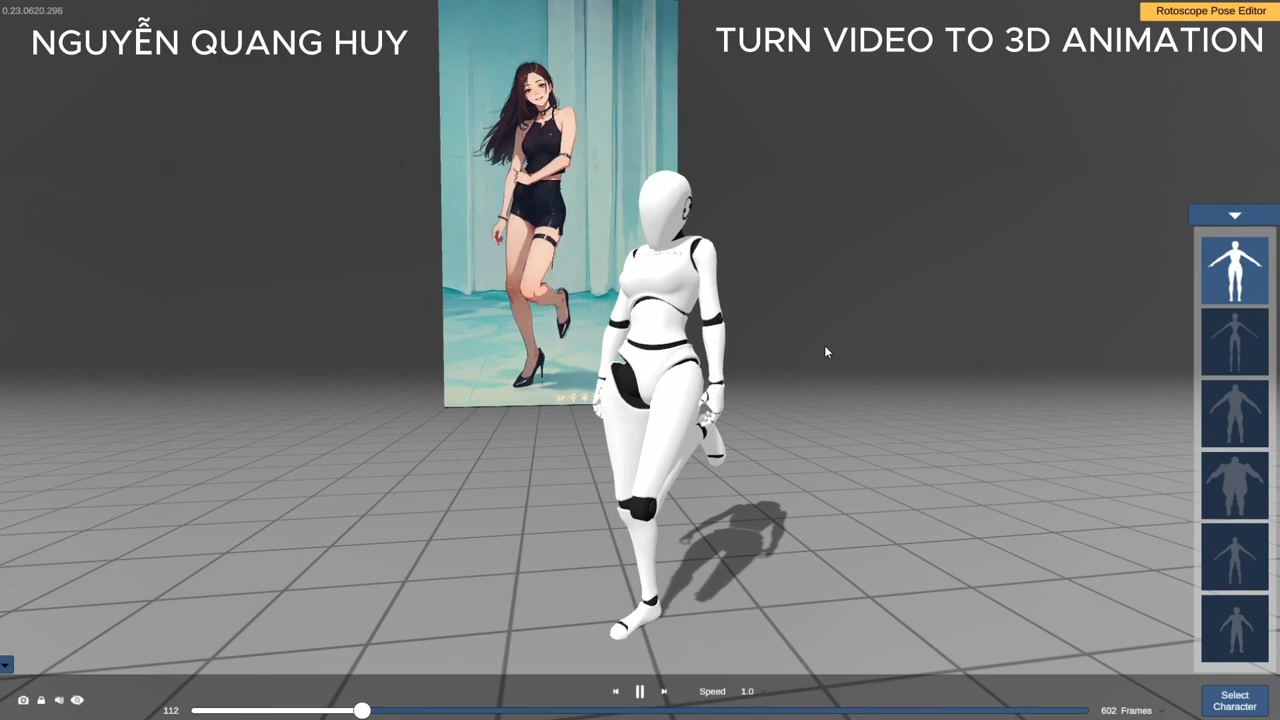 0.23.0620.296
Rotoscope Pose Editor
NGUYỄN QUANG HUY
TURN VIDEO TO 3D ANIMATION
Speed 1.0
112
602 Frames
Select
Character